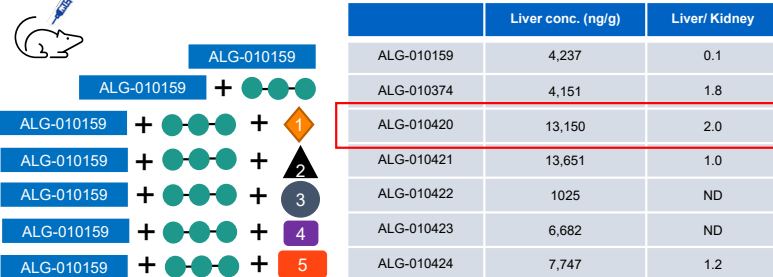 Liver conc. (ng/g) Liver/ Kidney
ALG-010159 ALG-010159 4,237 0.1
ALG-010159 + ALG-010374 4,151 1.8
ALG-010159 + + 1 ALG-010420 13,150 2.0
ALG-010159 + + 2 ALG-010421 13,651 1.0
ALG-010159 + + 3 ALG-010422 1025 ND
ALG-010159 + + 4 ALG-010423 6,682 ND
ALG-010159 + + 5 ALG-010424 7,747 1.2